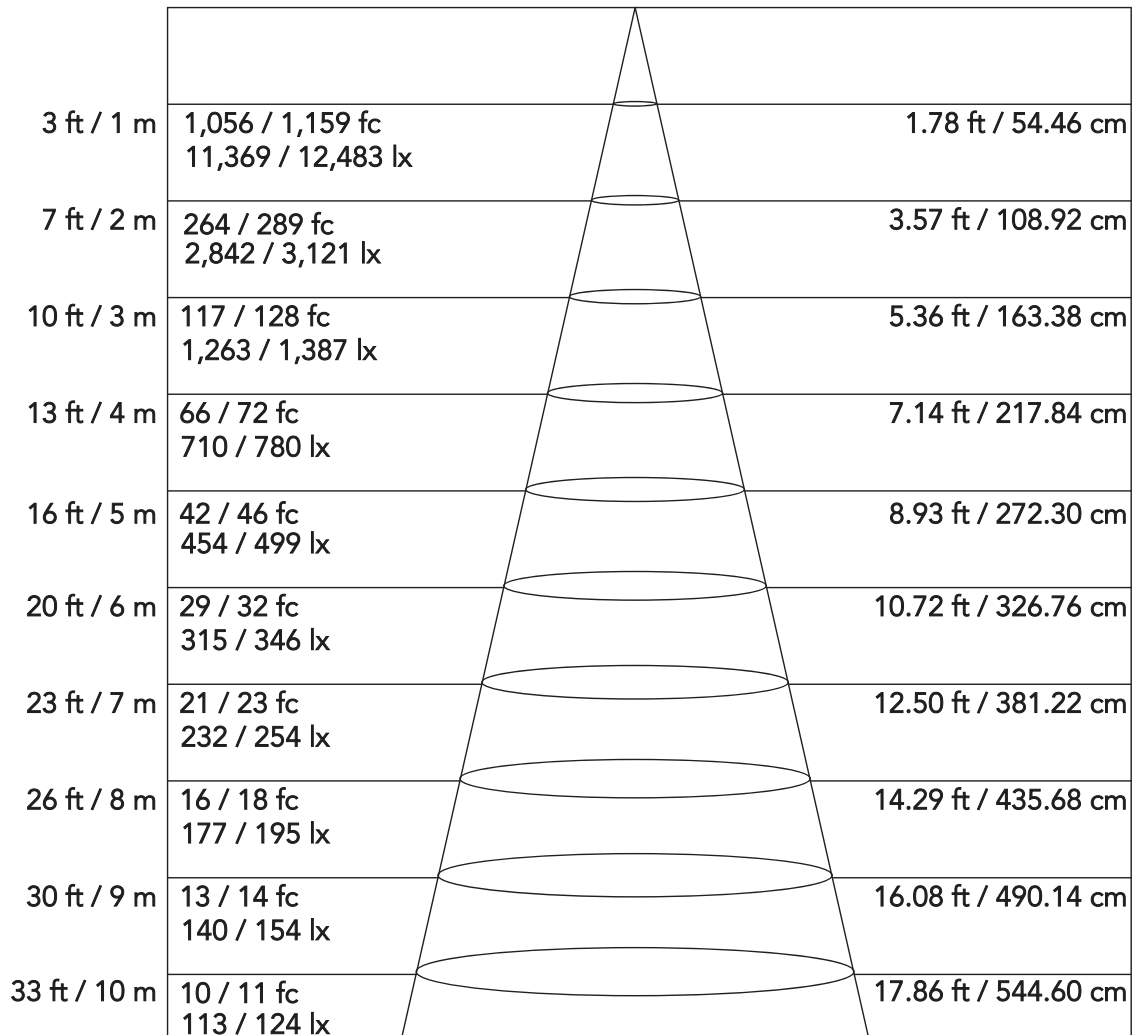 3 ft / 1 m 1,056 / 1,159 fc 1.78 ft / 54.46 cm
11,369 / 12,483 lx
7 ft / 2 m 264 / 289 fc 3.57 ft / 108.92 cm
2,842 / 3,121 lx
10 ft / 3 m 117 / 128 fc 5.36 ft / 163.38 cm
1,263 / 1,387 lx
13 ft / 4 m 66 / 72 fc 7.14 ft / 217.84 cm
710 / 780 lx
16 ft / 5 m 42 / 46 fc 8.93 ft / 272.30 cm
454 / 499 lx
20 ft / 6 m 29 / 32 fc 10.72 ft / 326.76 cm
315 / 346 lx
23 ft / 7 m 21 / 23 fc 12.50 ft / 381.22 cm
232 / 254 lx
26 ft / 8 m 16 / 18 fc 14.29 ft / 435.68 cm
177 / 195 lx
30 ft / 9 m 13 / 14 fc 16.08 ft / 490.14 cm
140 / 154 lx
33 ft / 10 m 10 / 11 fc 17.86 ft / 544.60 cm
113 / 124 lx